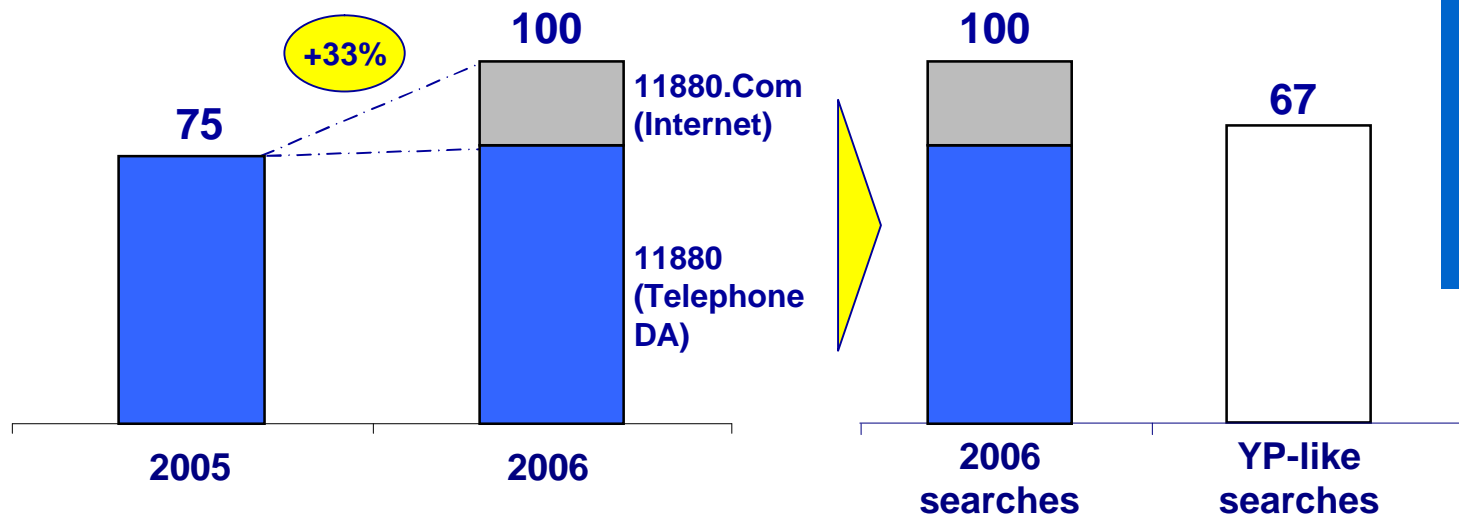 +33%
75
100
11880.Com
(Internet)
11880
(Telephone
DA)
2005
2006
100
67
2006
searches
YP-like
searches